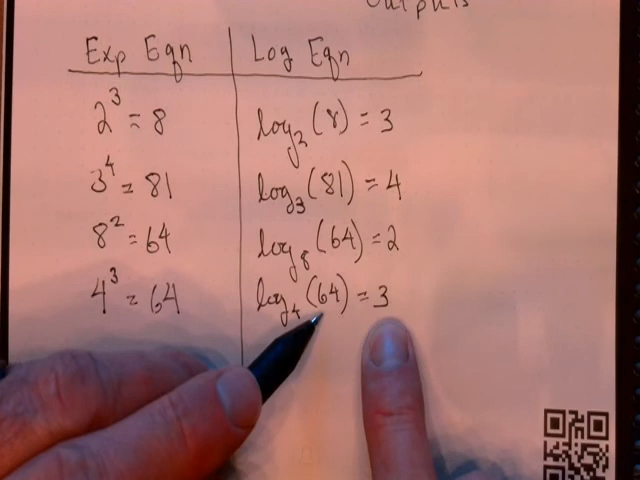 Outputs
Exp Eqn | Log Eqn
2³ = 8 | log₂(8) = 3
3⁴ = 81 | log₃(81) = 4
8² = 64 | log₈(64) = 2
4³ = 64 | log₄(64) = 3